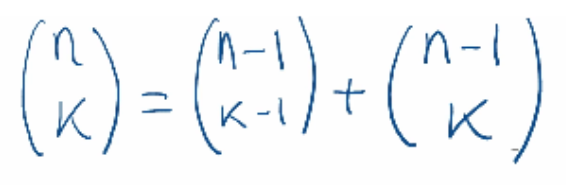 (n K) = (n-1 K-1) + (n-1 K)